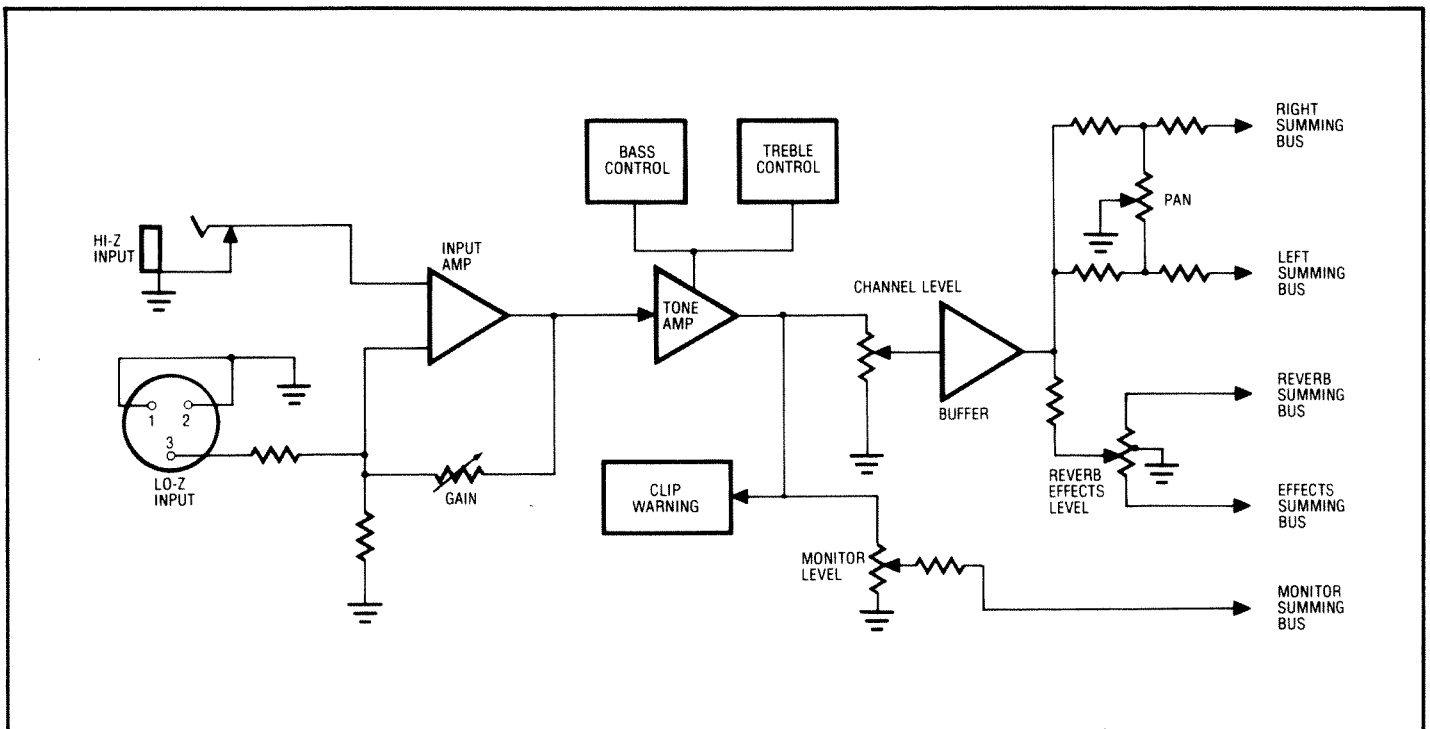 HI-Z
INPUT
1
2
3
LO-Z
INPUT
INPUT
AMP
GAIN
BASS
CONTROL
TREBLE
CONTROL
TONE
AMP
CLIP
WARNING
CHANNEL LEVEL
BUFFER
MONITOR
LEVEL
PAN
REVERB
EFFECTS
LEVEL
RIGHT
SUMMING
BUS
LEFT
SUMMING
BUS
REVERB
SUMMING
BUS
EFFECTS
SUMMING
BUS
MONITOR
SUMMING
BUS